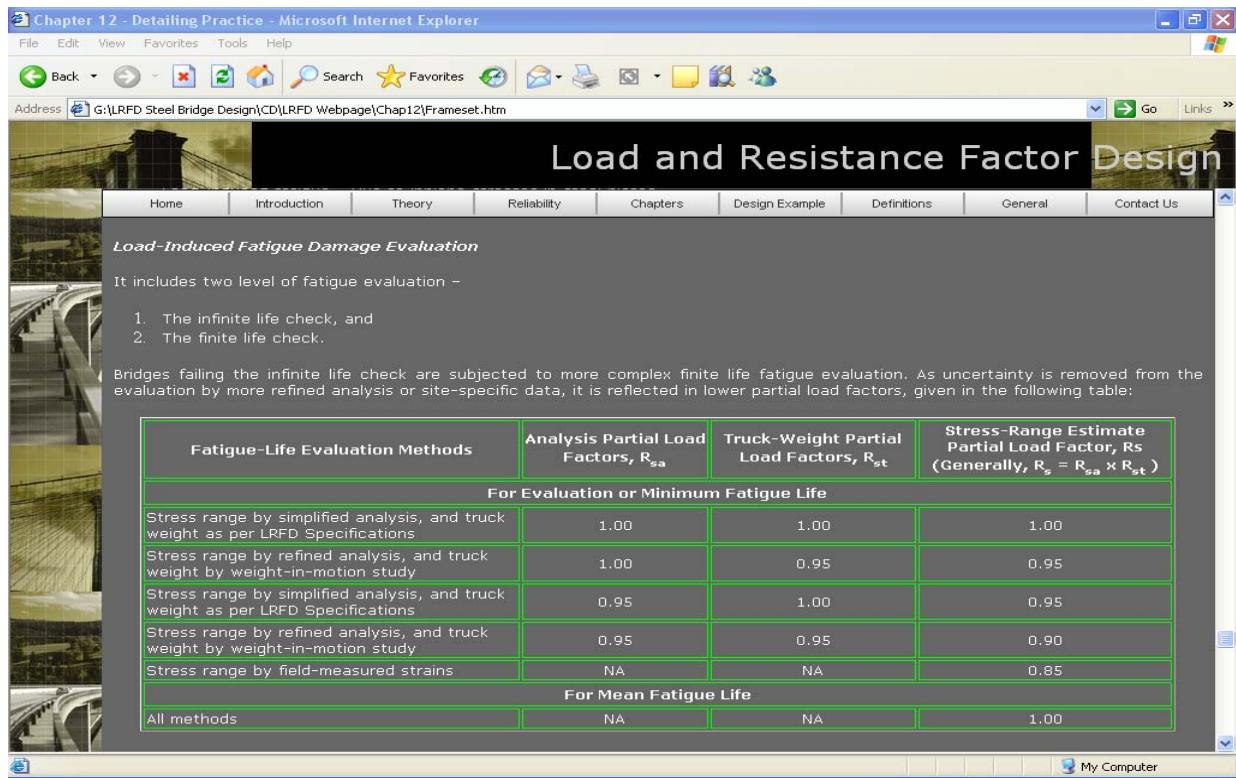 Chapter 12 - Detailing Practice - Microsoft Internet Explorer
File Edit View Favorites Tools Help
Back Search Favorites
Address G:\LRFD Steel Bridge Design\CD\LRFD Webpage\Chap12\Frameset.htm Go Links »
Load and Resistance Factor Design
Home Introduction Theory Reliability Chapters Design Example Definitions General Contact Us
Load-Induced Fatigue Damage Evaluation
It includes two level of fatigue evaluation –
1. The infinite life check, and
2. The finite life check.
Bridges failing the infinite life check are subjected to more complex finite life fatigue evaluation. As uncertainty is removed from the
evaluation by more refined analysis or site-specific data, it is reflected in lower partial load factors, given in the following table:
Fatigue-Life Evaluation Methods
Analysis Partial Load
Factors, Rsa
Truck-Weight Partial
Load Factors, Rst
Stress-Range Estimate
Partial Load Factor, Rs
(Generally, Rs = Rsa x Rst )
For Evaluation or Minimum Fatigue Life
Stress range by simplified analysis, and truck
weight as per LRFD Specifications
1.00 1.00 1.00
Stress range by refined analysis, and truck
weight by weight-in-motion study
1.00 0.95 0.95
Stress range by simplified analysis, and truck
weight as per LRFD Specifications
0.95 1.00 0.95
Stress range by refined analysis, and truck
weight by weight-in-motion study
0.95 0.95 0.90
Stress range by field-measured strains NA NA 0.85
For Mean Fatigue Life
All methods NA NA 1.00
My Computer